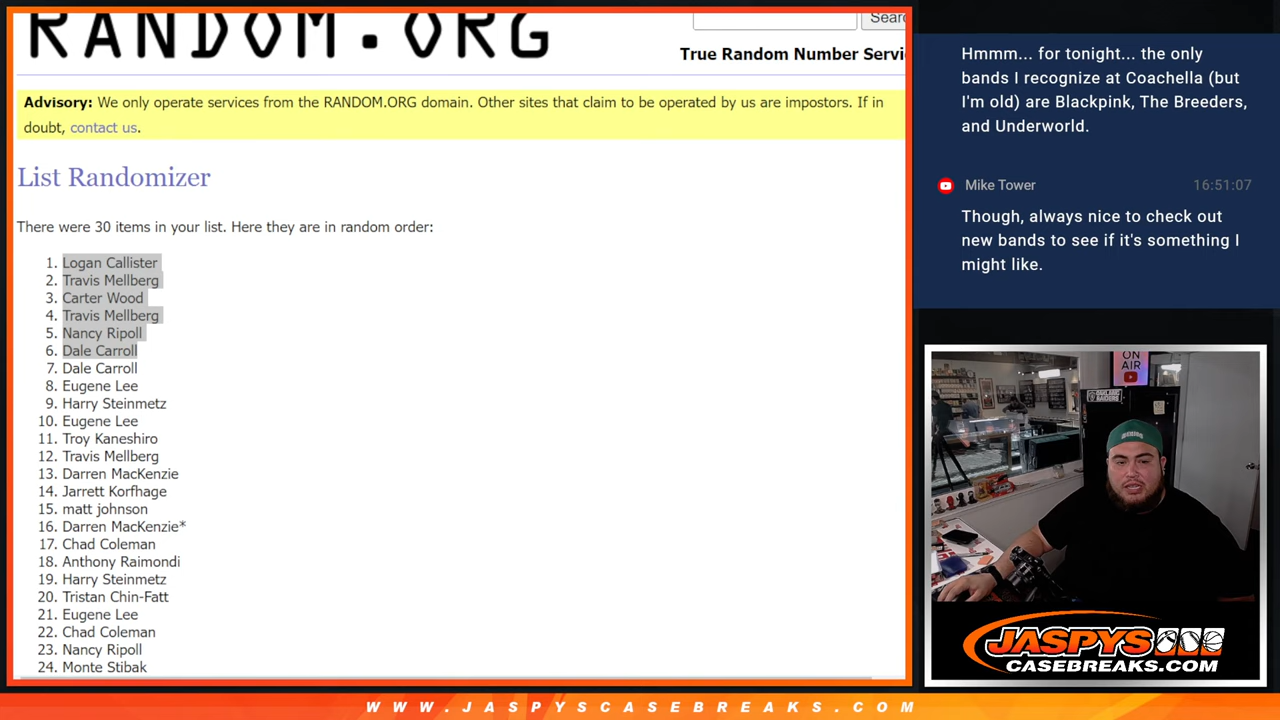 RANDOM.ORG
Sear
True Random Number Servi
Advisory: We only operate services from the RANDOM.ORG domain. Other sites that claim to be operated by us are impostors. If in
doubt, contact us.
List Randomizer
There were 30 items in your list. Here they are in random order:
1. Logan Callister
2. Travis Mellberg
3. Carter Wood
4. Travis Mellberg
5. Nancy Ripoll
6. Dale Carroll
7. Dale Carroll
8. Eugene Lee
9. Harry Steinmetz
10. Eugene Lee
11. Troy Kaneshiro
12. Travis Mellberg
13. Darren MacKenzie
14. Jarrett Korfhage
15. matt johnson
16. Darren MacKenzie*
17. Chad Coleman
18. Anthony Raimondi
19. Harry Steinmetz
20. Tristan Chin-Fatt
21. Eugene Lee
22. Chad Coleman
23. Nancy Ripoll
24. Monte Stibak
Hmmm... for tonight... the only
bands I recognize at Coachella (but
I'm old) are Blackpink, The Breeders,
and Underworld.
Mike Tower 16:51:07
Though, always nice to check out
new bands to see if it's something I
might like.
ON
AIR
JASPYS
CASEBREAKS.COM
WWW.JASPYSCASEBREAKS.COM